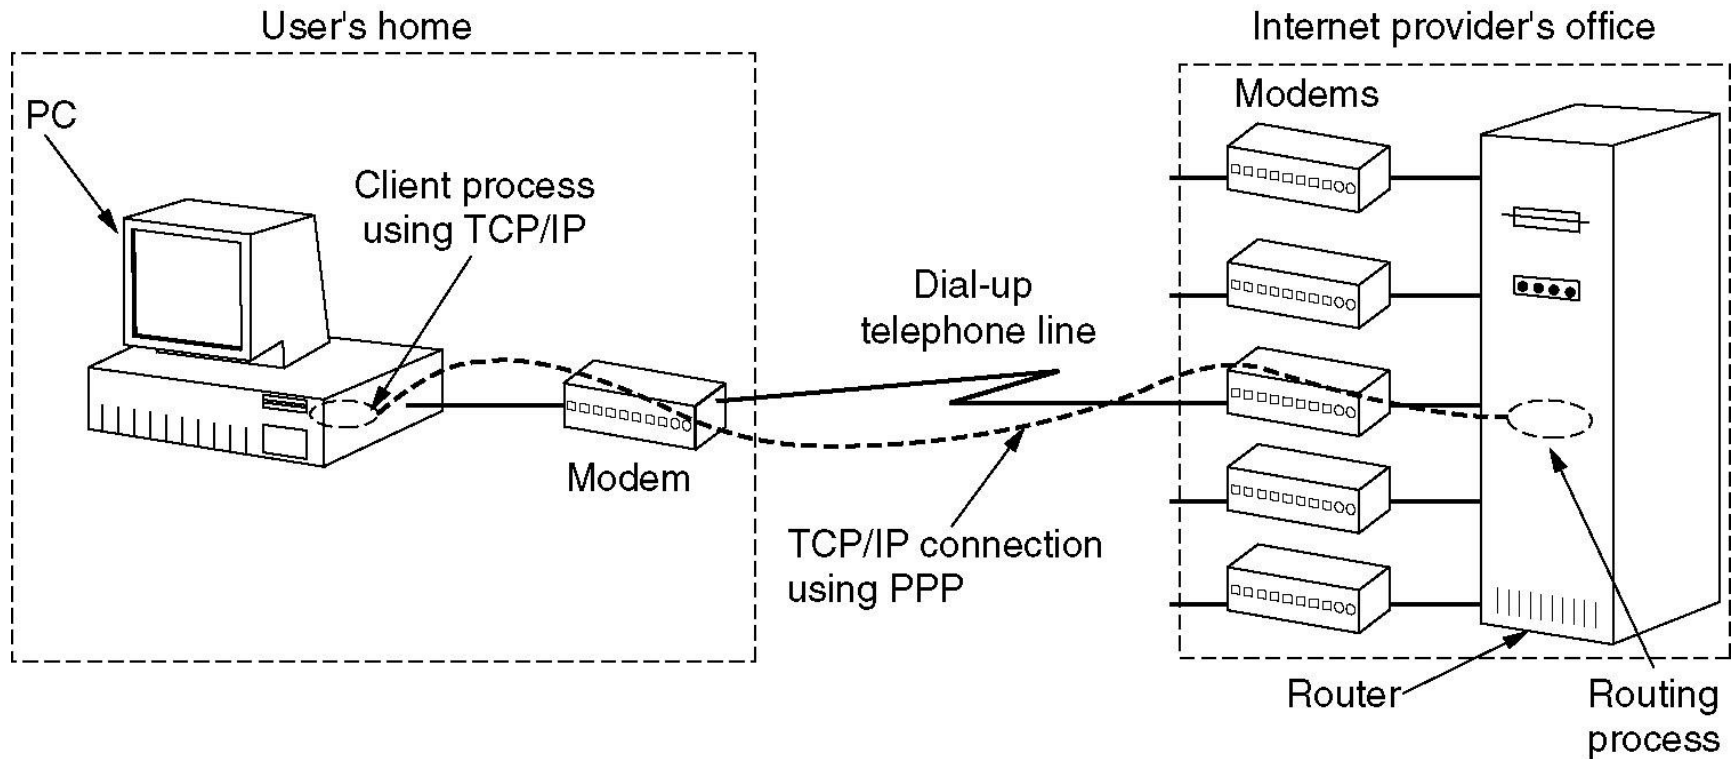 User's home
Internet provider's office
PC
Modems
Client process
using TCP/IP
Dial-up
telephone line
Modem
TCP/IP connection
using PPP
Router
Routing
process